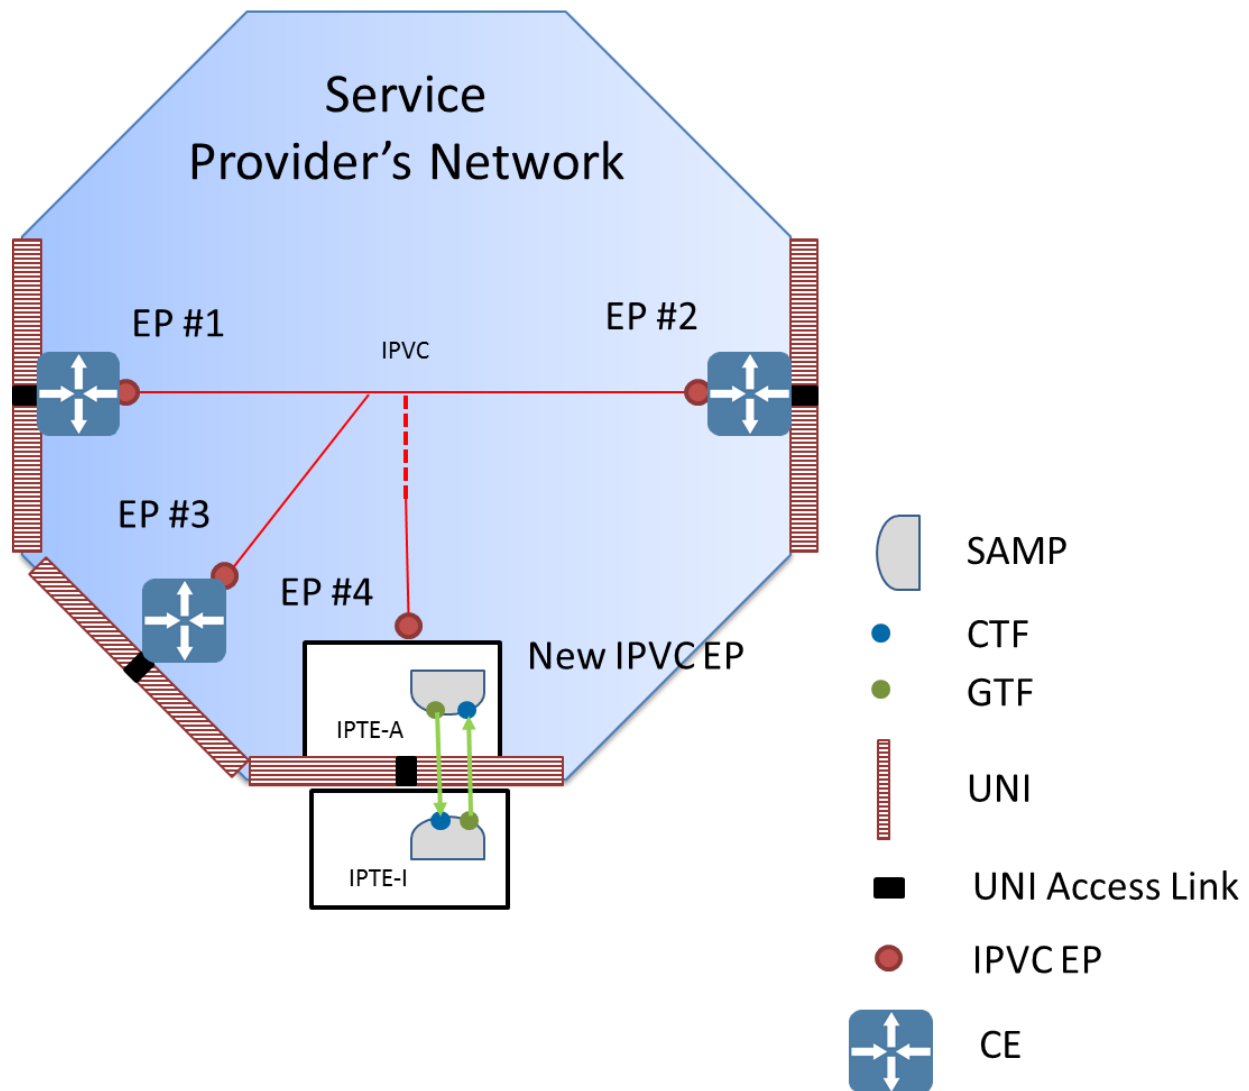 Service
Provider's Network
EP #1
EP #2
IPVC
EP #3
EP #4
New IPVC EP
IPTE-A
IPTE-I
SAMP
CTF
GTF
UNI
UNI Access Link
IPVC EP
CE